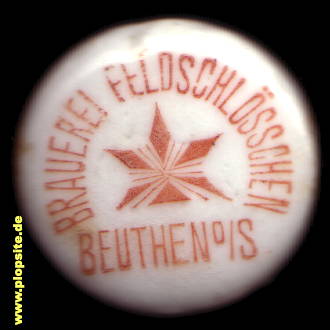 BRAUEREI FELDSCHLÖSSCHEN
BEUTHEN O/S
www.plopsite.de